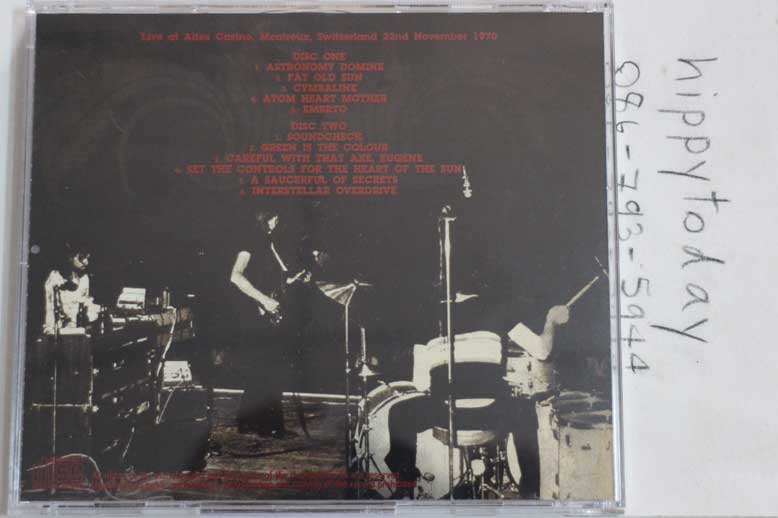 Live at Altes Casino, Montreux, Switzerland 22nd November 1970
DISC ONE
1. ASTRONOMY DOMINE
2. FAT OLD SUN
3. CYMBALINE
4. ATOM HEART MOTHER
5. EMBRYO
DISC TWO
1. SOUNDCHECK
2. GREEN IS THE COLOUR
3. CAREFUL WITH THAT AXE, EUGENE
4. SET THE CONTROLS FOR THE HEART OF THE SUN
5. A SAUCERFUL OF SECRETS
6. INTERSTELLAR OVERDRIVE
hippytoday
086-793-5944